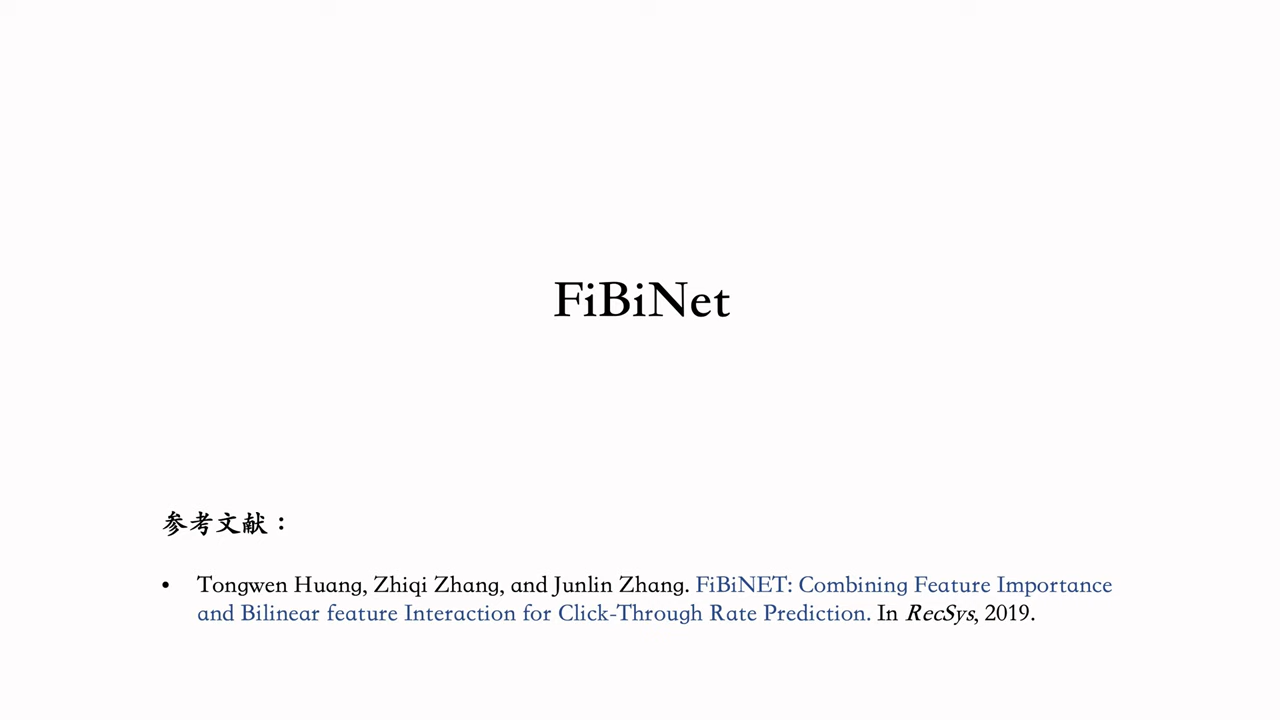 FiBiNet
参考文献：
• Tongwen Huang, Zhiqi Zhang, and Junlin Zhang. FiBiNET: Combining Feature Importance
and Bilinear feature Interaction for Click-Through Rate Prediction. In RecSys, 2019.